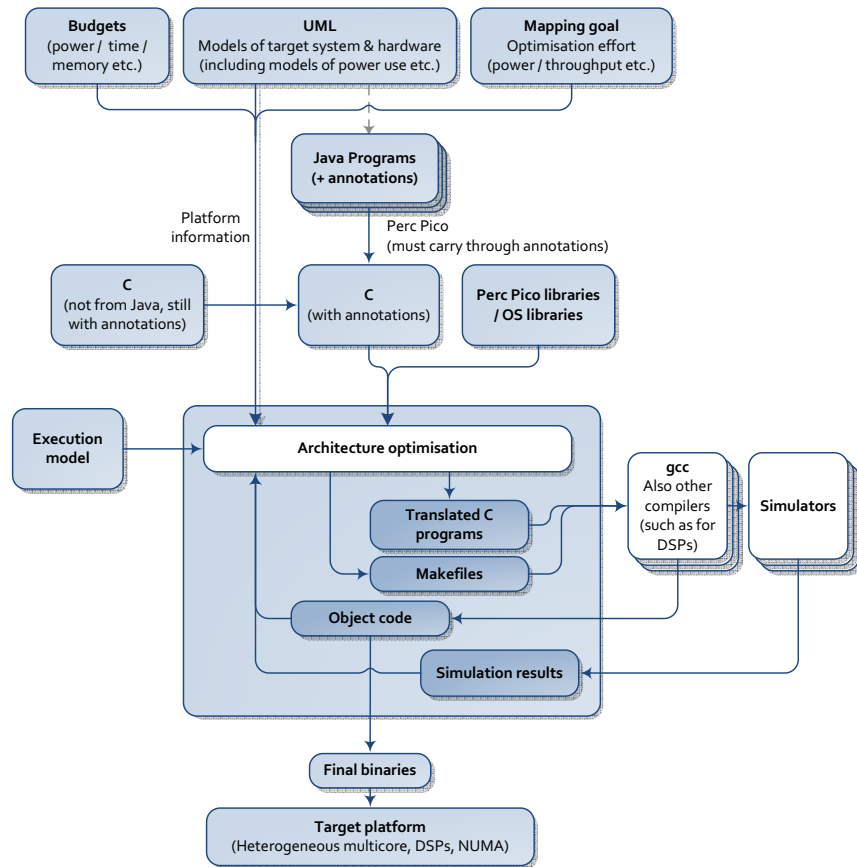 Budgets
(power / time /
memory etc.)
UML
Models of target system & hardware
(including models of power use etc.)
Mapping goal
Optimisation effort
(power / throughput etc.)
Java Programs
(+ annotations)
Platform
information
Perc Pico
(must carry through annotations)
C
(not from Java, still
with annotations)
C
(with annotations)
Perc Pico libraries
/ OS libraries
Execution
model
Architecture optimisation
gcc
Also other
compilers
(such as for
DSPs)
Simulators
Translated C
programs
Makefiles
Object code
Simulation results
Final binaries
Target platform
(Heterogeneous multicore, DSPs, NUMA)